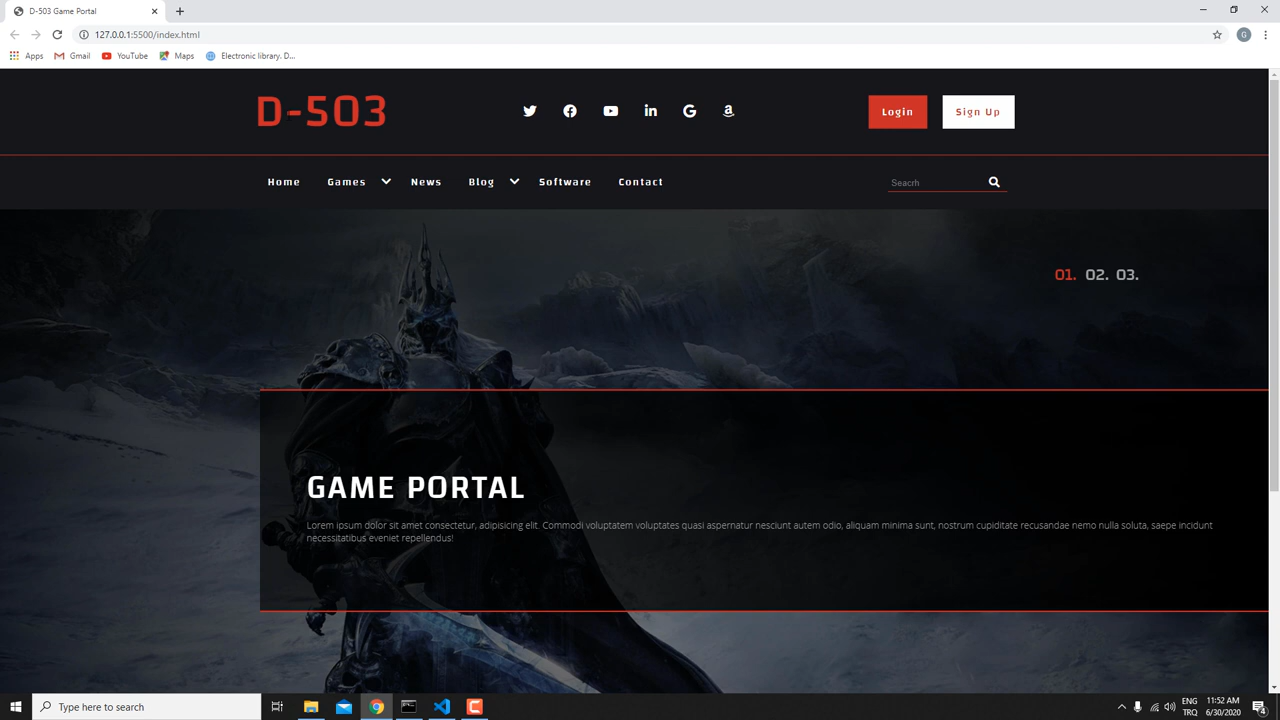 D-503 Game Portal
127.0.0.1:5500/index.html
G
Apps Gmail YouTube Maps Electronic library. D...
D-503
Login Sign Up
Home Games News Blog Software Contact Seacrh
01. 02. 03.
GAME PORTAL
Lorem ipsum dolor sit amet consectetur, adipisicing elit. Commodi voluptatem voluptates quasi aspernatur nesciunt autem odio, aliquam minima sunt, nostrum cupiditate recusandae nemo nulla soluta, saepe incidunt
necessitatibus eveniet repellendus!
Type here to search
ENG 11:52 AM
TRQ 6/30/2020
4